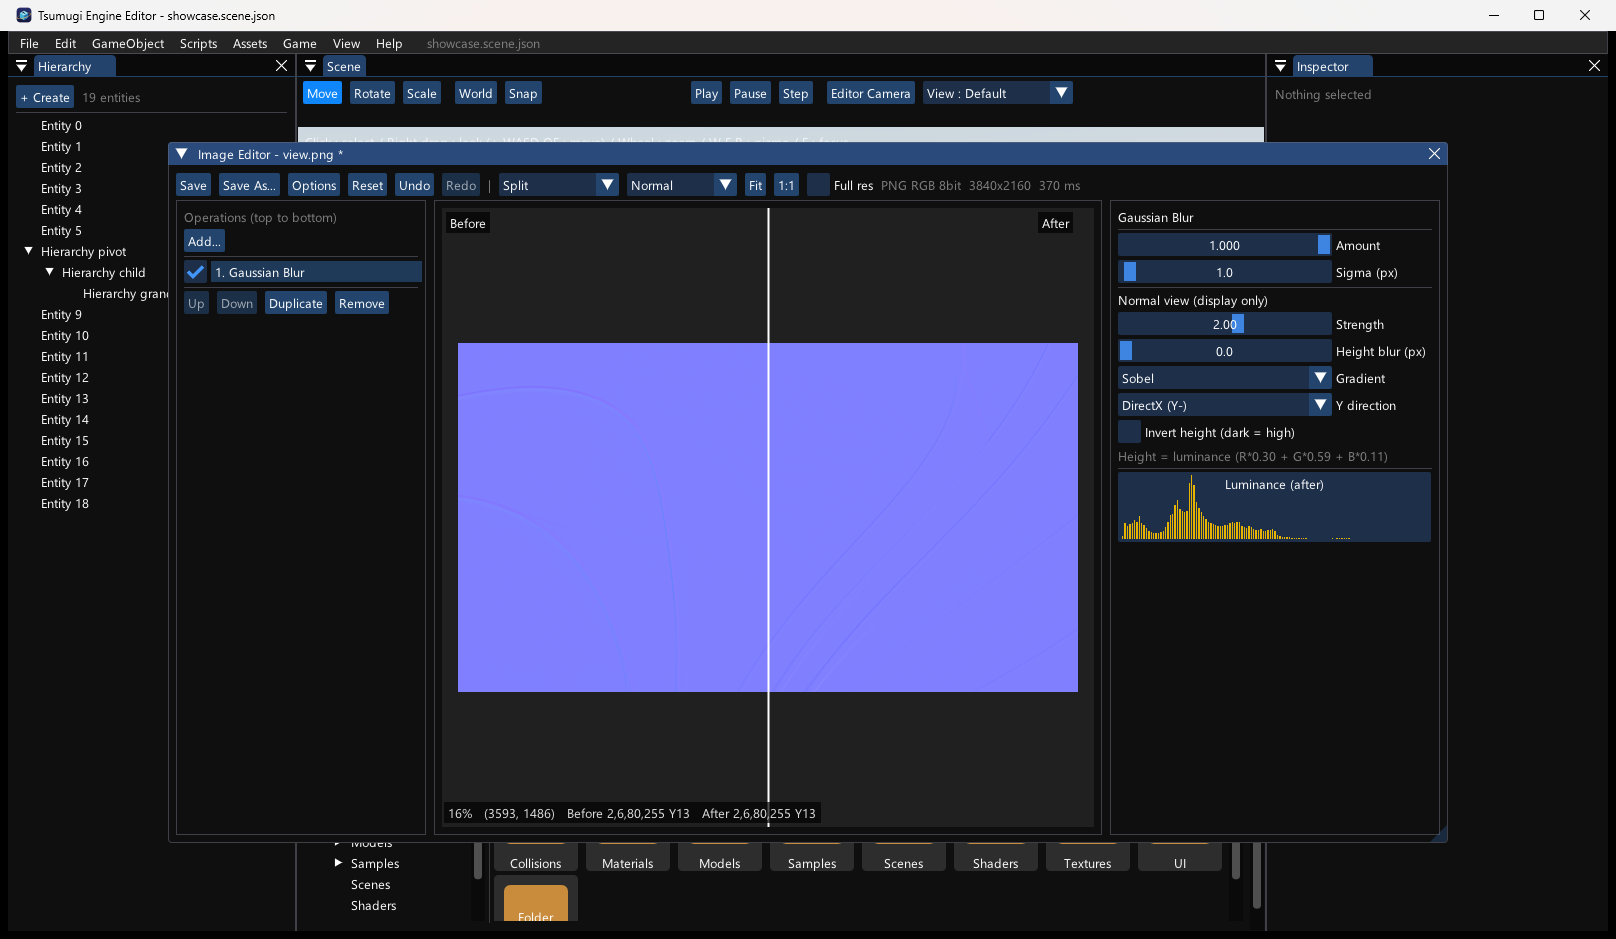 Tsumugi Engine Editor - showcase.scene.json
File Edit GameObject Scripts Assets Game View Help showcase.scene.json
Hierarchy
Scene
Inspector
+ Create 19 entities
Move Rotate Scale World Snap Play Pause Step Editor Camera View : Default
Nothing selected
Entity 0
Entity 1
Entity 2
Entity 3
Entity 4
Entity 5
Hierarchy pivot
Hierarchy child
Hierarchy gran
Entity 9
Entity 10
Entity 11
Entity 12
Entity 13
Entity 14
Entity 15
Entity 16
Entity 17
Entity 18
Image Editor - view.png *
Save Save As... Options Reset Undo Redo | Split Normal Fit 1:1 Full res PNG RGB 8bit 3840x2160 370 ms
Operations (top to bottom)
Add...
1. Gaussian Blur
Up Down Duplicate Remove
Before
After
16% (3593, 1486) Before 2,6,80,255 Y13 After 2,6,80,255 Y13
Gaussian Blur
1.000 Amount
1.0 Sigma (px)
Normal view (display only)
2.00 Strength
0.0 Height blur (px)
Sobel Gradient
DirectX (Y-) Y direction
Invert height (dark = high)
Height = luminance (R*0.30 + G*0.59 + B*0.11)
Luminance (after)
Models
Samples
Scenes
Shaders
Collisions Materials Models Samples Scenes Shaders Textures UI
Folder